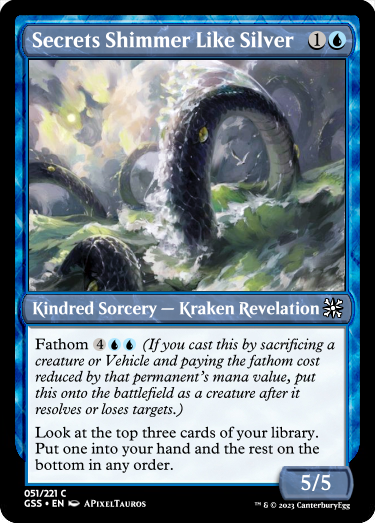 Secrets Shimmer Like Silver 1
Kindred Sorcery — Kraken Revelation
Fathom 4 (If you cast this by sacrificing a
creature or Vehicle and paying the fathom cost
reduced by that permanent's mana value, put
this onto the battlefield as a creature after it
resolves or loses targets.)
Look at the top three cards of your library.
Put one into your hand and the rest on the
bottom in any order.
5/5
051/221 C
GSS • EN APixelTauros
™ & © 2023 CanterburyEgg